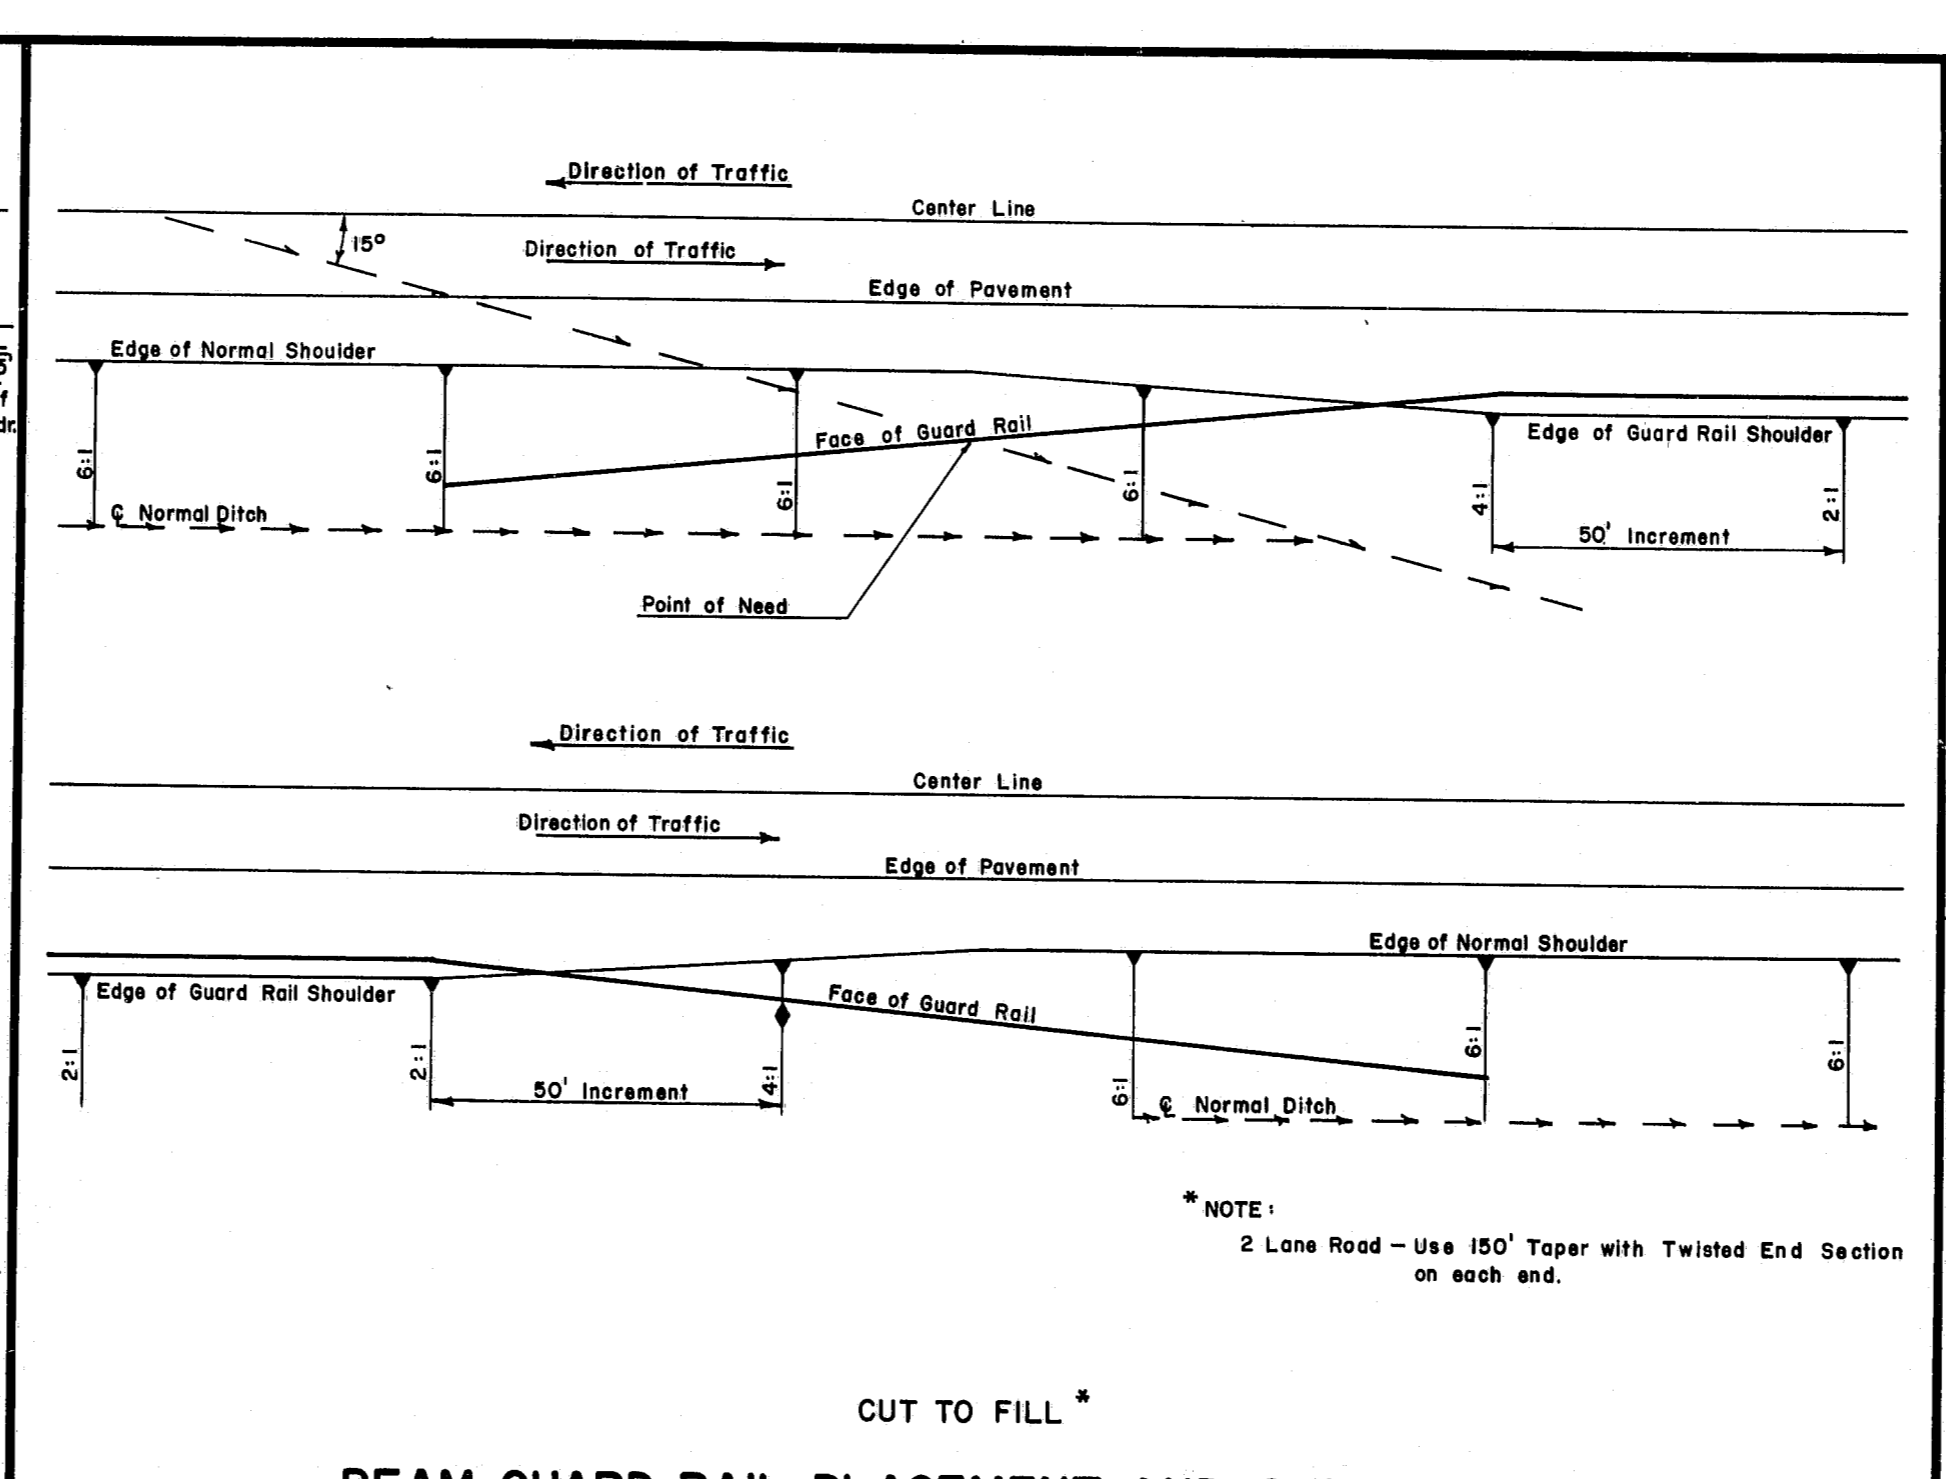 Direction of Traffic
Center Line
15°
Direction of Traffic
Edge of Pavement
Edge of Normal Shoulder
Face of Guard Rail
Edge of Guard Rail Shoulder
6:1
6:1
6:1
6:1
4:1
2:1
℄ Normal Ditch
50' Increment
Point of Need
Direction of Traffic
Center Line
Direction of Traffic
Edge of Pavement
Edge of Normal Shoulder
Edge of Guard Rail Shoulder
Face of Guard Rail
2:1
2:1
4:1
6:1
6:1
6:1
50' Increment
℄ Normal Ditch
* NOTE:
2 Lane Road – Use 150' Taper with Twisted End Section
on each end.
CUT TO FILL *
BEAM GUARD RAIL PLACEMENT AND